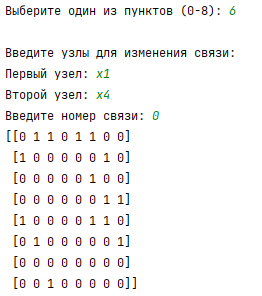 Выберите один из пунктов (0-8): 6
Введите узлы для изменения связи:
Первый узел: x1
Второй узел: x4
Введите номер связи: 0
[[0 1 1 0 1 1 0 0]
[1 0 0 0 0 0 1 0]
[0 0 0 0 0 1 0 0]
[0 0 0 0 0 0 1 1]
[1 0 0 0 0 1 1 0]
[0 1 0 0 0 0 0 1]
[0 0 0 0 0 0 0 0]
[0 0 1 0 0 0 0 0]]